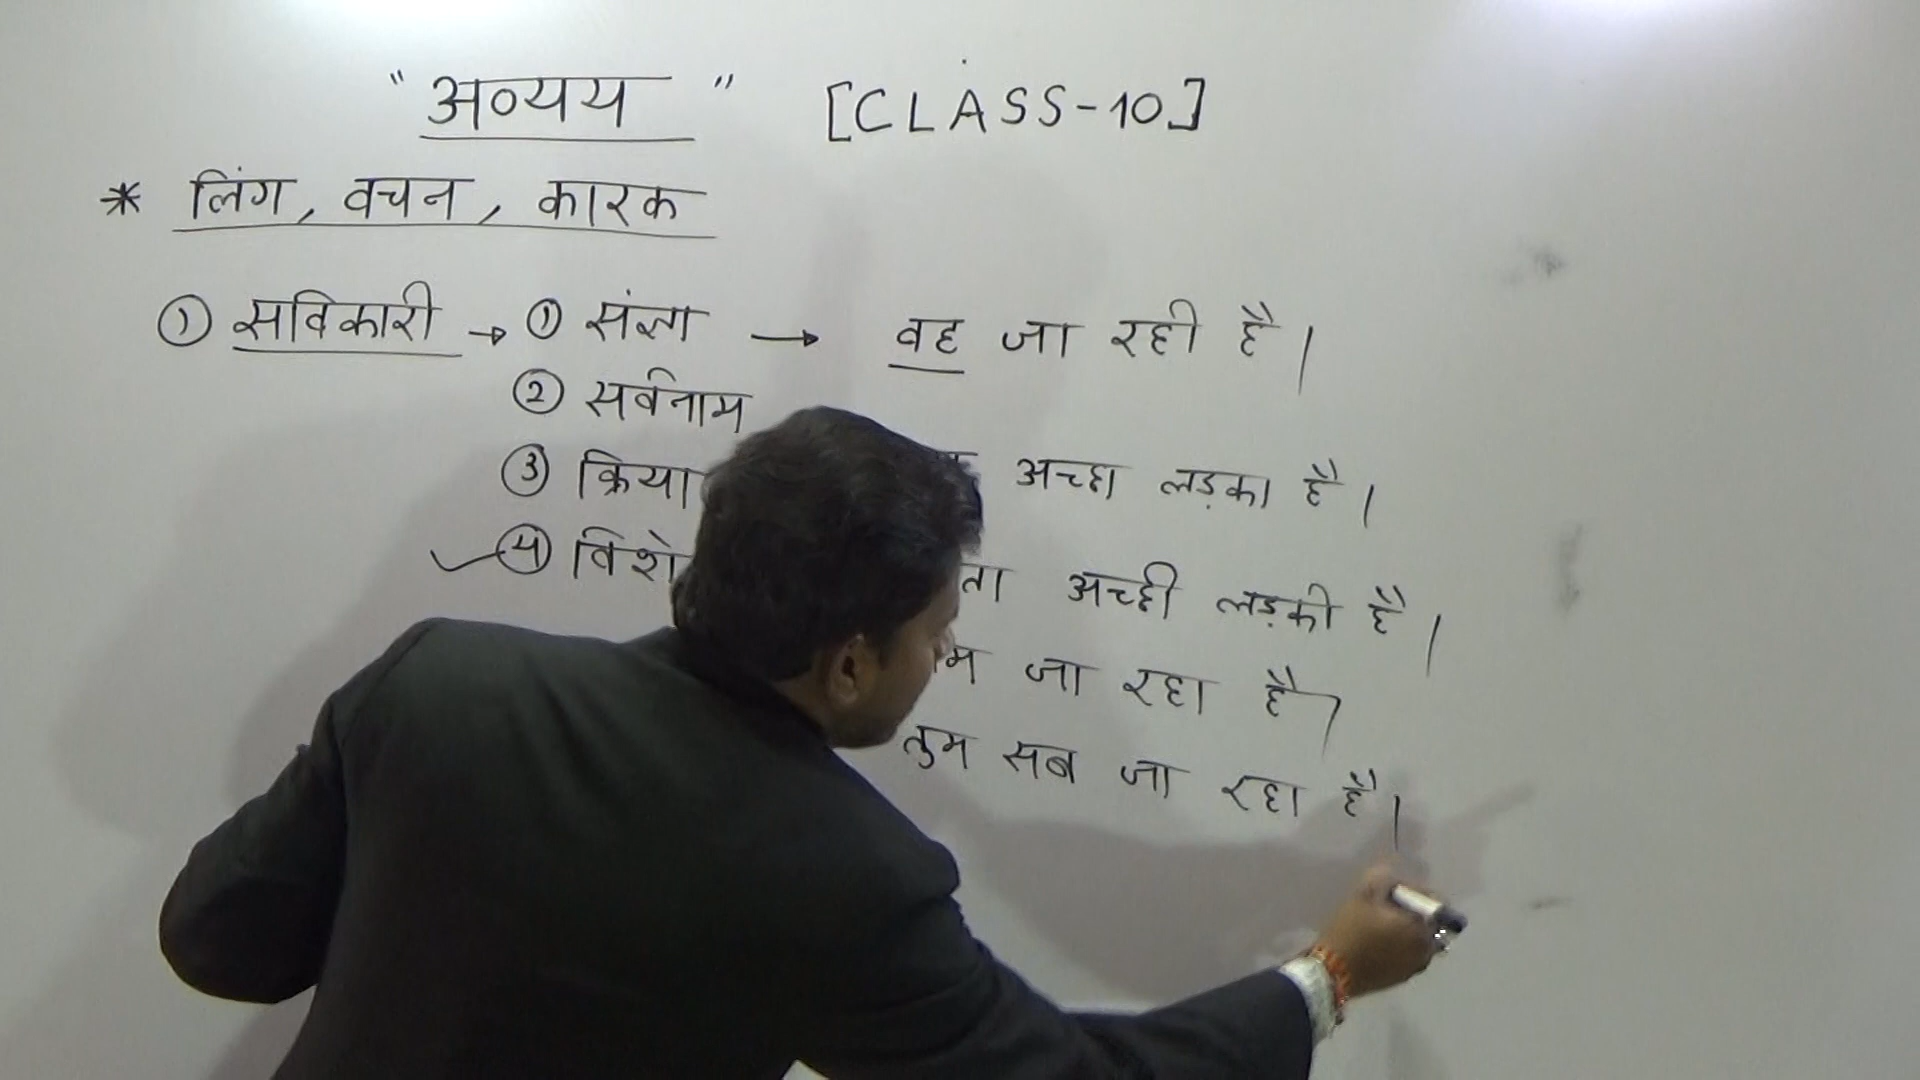 "अव्यय" [CLASS-10]
* लिंग, वचन, कारक
① सविकारी → ① संज्ञा → वह जा रही है।
② सर्वनाम
③ क्रिया अच्छा लड़का है।
④ अच्छी लड़की है।
जा रहा है।
तुम सब जा रहा है।